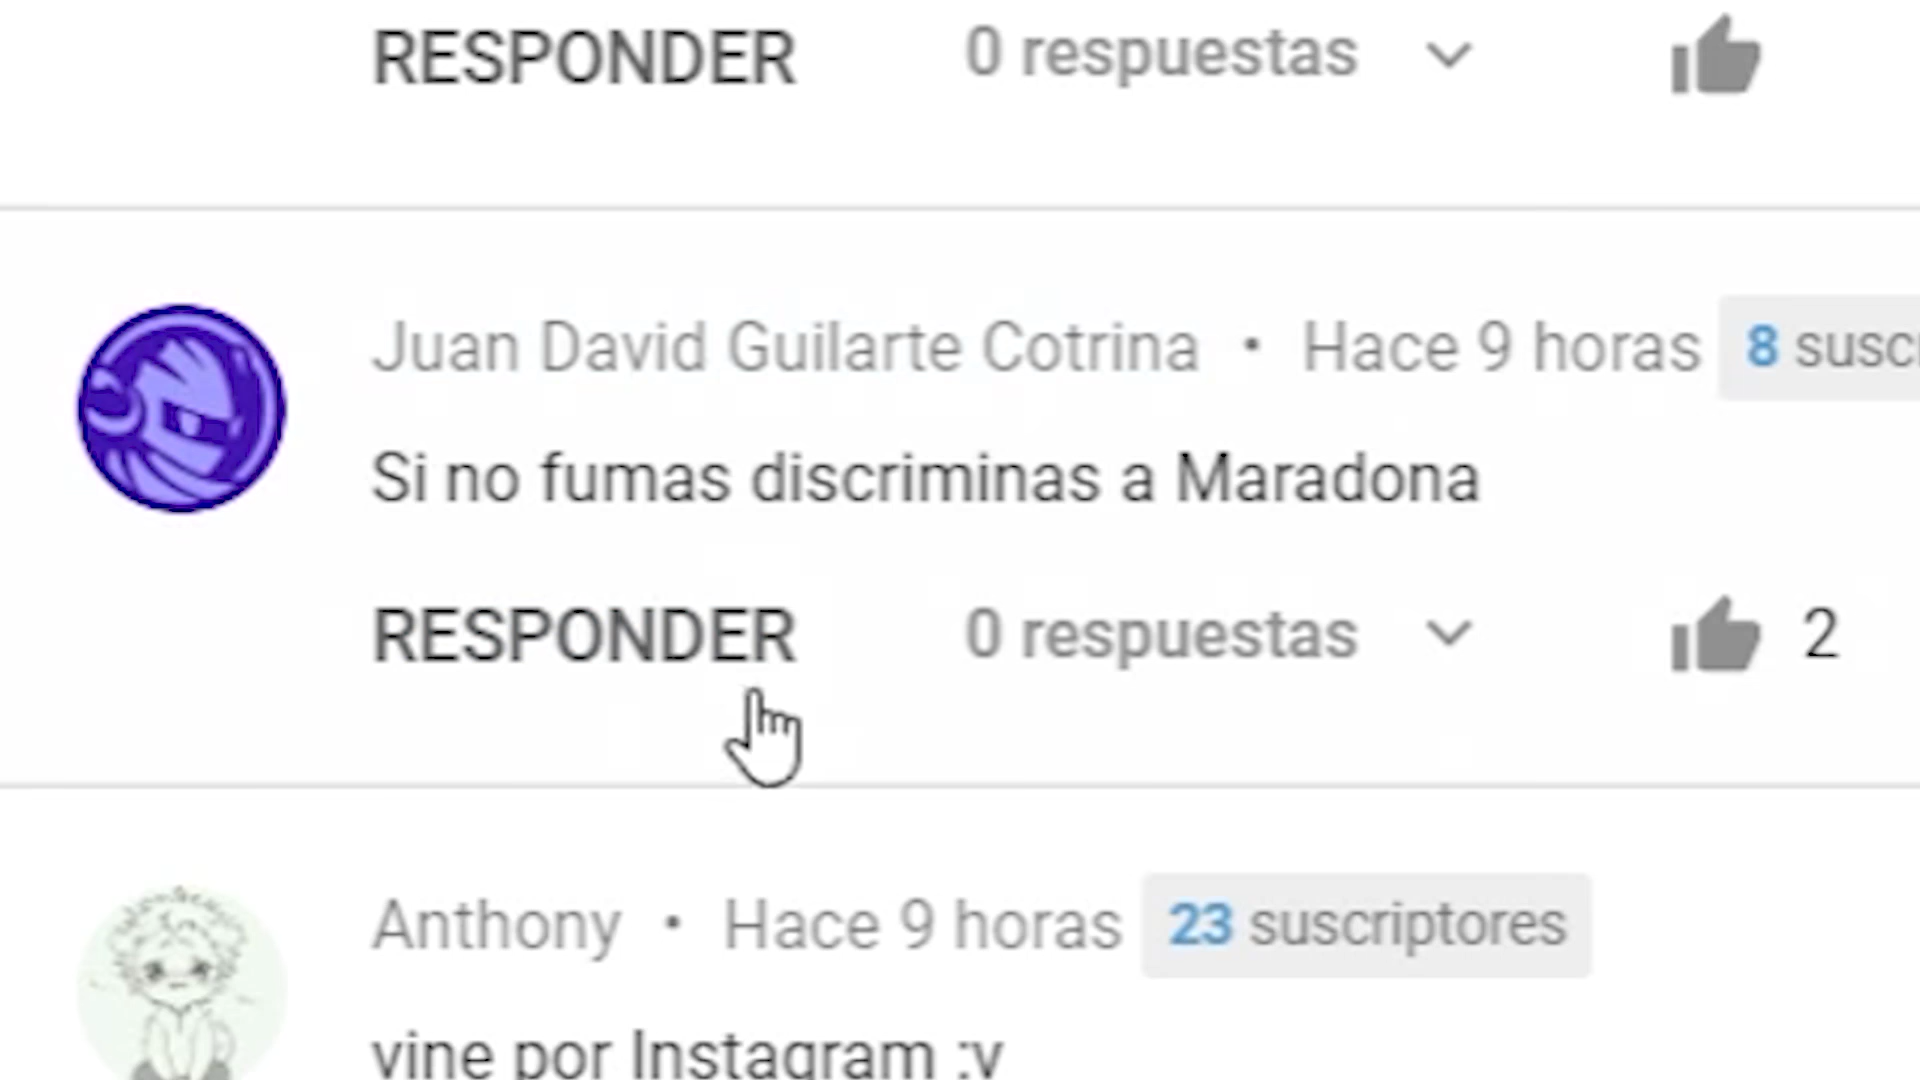 RESPONDER 0 respuestas
Juan David Guilarte Cotrina • Hace 9 horas 8
Si no fumas discriminas a Maradona
RESPONDER 0 respuestas 2
Anthony • Hace 9 horas 23 suscriptores
vine por Instagram :v